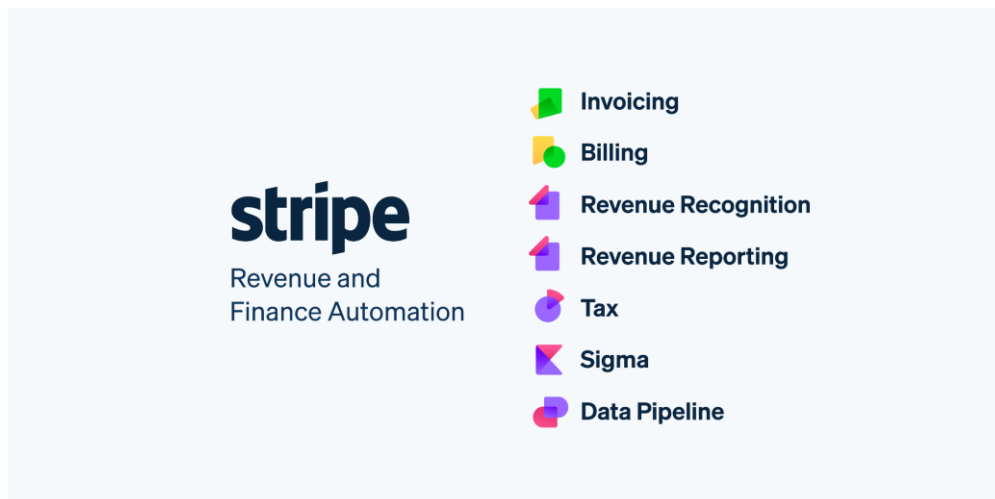 stripe
Revenue and
Finance Automation
Invoicing
Billing
Revenue Recognition
Revenue Reporting
Tax
Sigma
Data Pipeline